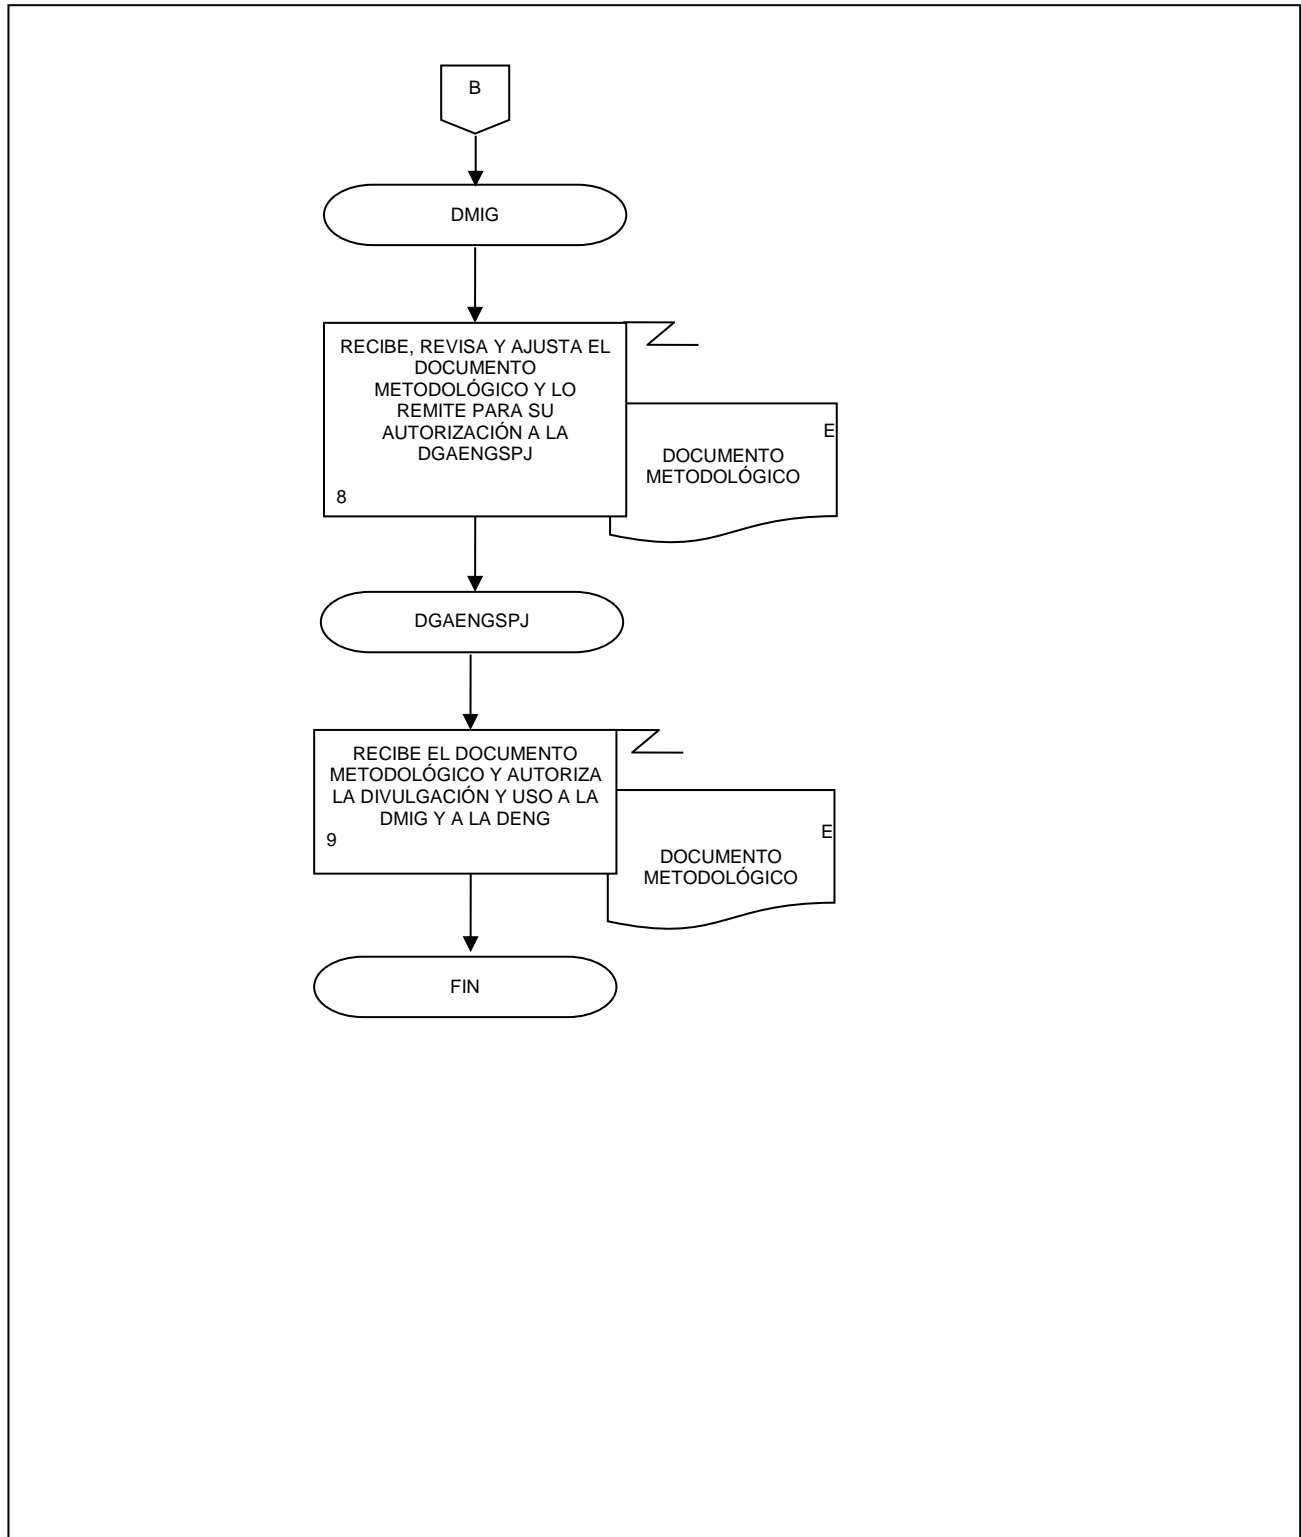 B
DMIG
RECIBE, REVISA Y AJUSTA EL
DOCUMENTO
METODOLÓGICO Y LO
REMITE PARA SU
AUTORIZACIÓN A LA
DGAENGSPJ
8
E
DOCUMENTO
METODOLÓGICO
DGAENGSPJ
RECIBE EL DOCUMENTO
METODOLÓGICO Y AUTORIZA
LA DIVULGACIÓN Y USO A LA
DMIG Y A LA DENG
9
E
DOCUMENTO
METODOLÓGICO
FIN